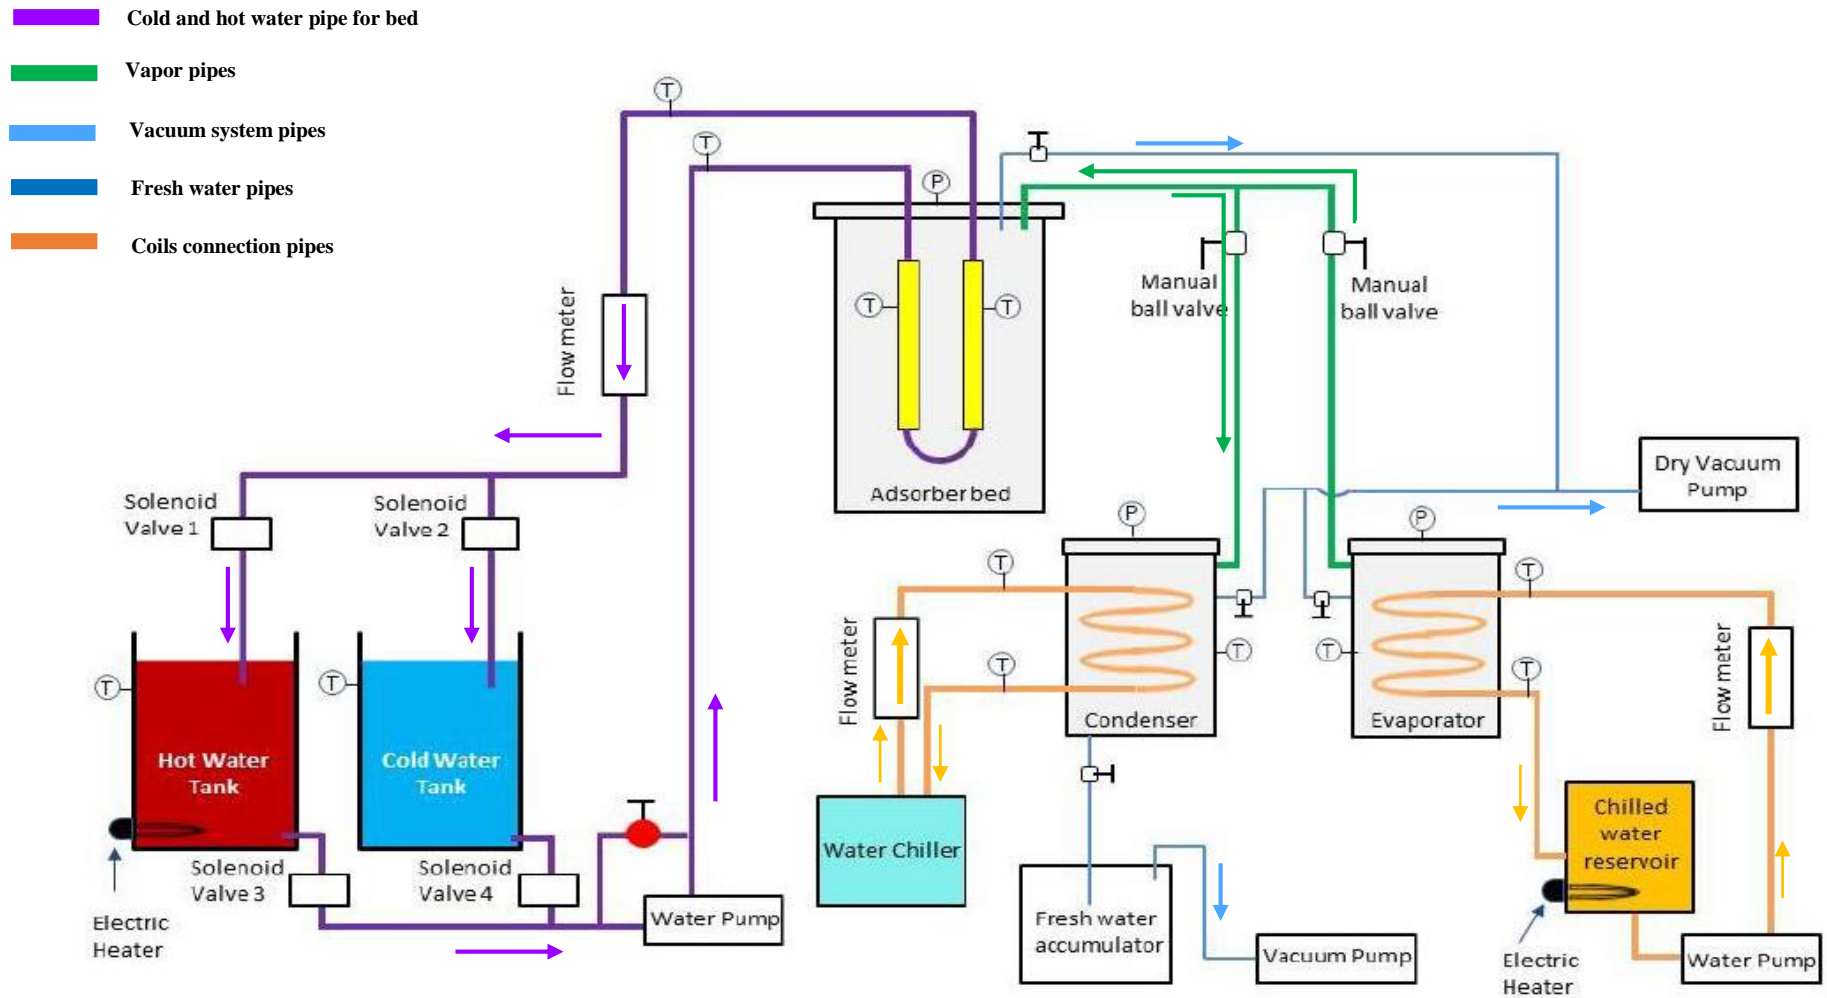 Cold and hot water pipe for bed
Vapor pipes
Vacuum system pipes
Fresh water pipes
Coils connection pipes
T
T
P
Manual
ball valve
Manual
ball valve
Flow meter
T
T
Adsorber bed
Dry Vacuum
Pump
Solenoid
Valve 1
Solenoid
Valve 2
P
P
T
T
Flow meter
T
T
T
T
Flow meter
T
T
Condenser
Evaporator
Hot Water
Tank
Cold Water
Tank
Water Chiller
Chilled
water
reservoir
Solenoid
Valve 3
Solenoid
Valve 4
Electric
Heater
Water Pump
Fresh water
accumulator
Vacuum Pump
Electric
Heater
Water Pump